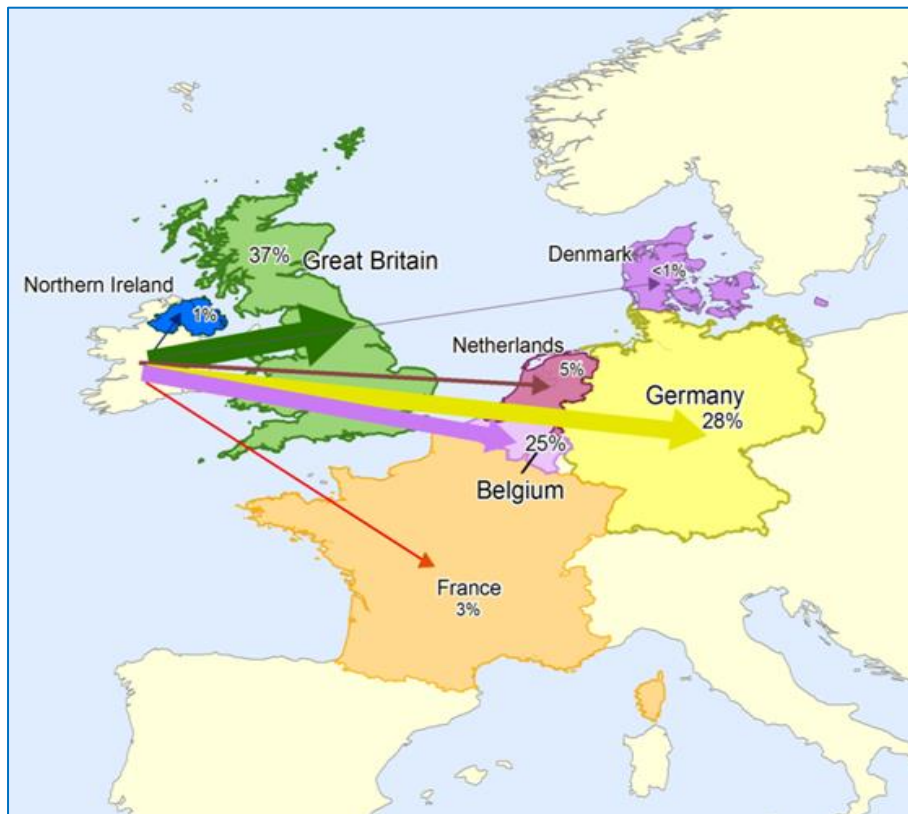 37%
Great Britain
Denmark
<1%
Northern Ireland
1%
Netherlands
5%
Germany
28%
25%
Belgium
France
3%